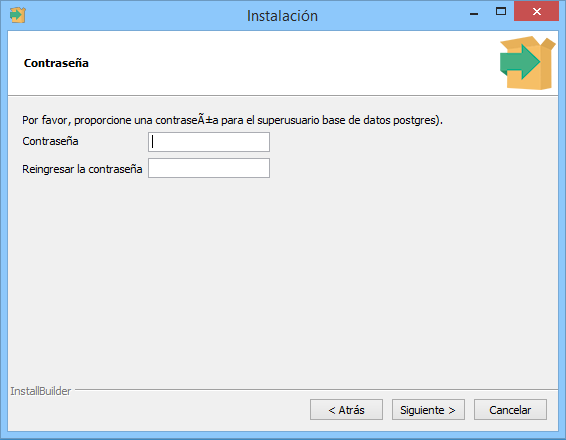 Instalación
Contraseña
Por favor, proporcione una contraseÃ±a para el superusuario base de datos postgres).
Contraseña
Reingresar la contraseña
InstallBuilder
< Atrás
Siguiente >
Cancelar